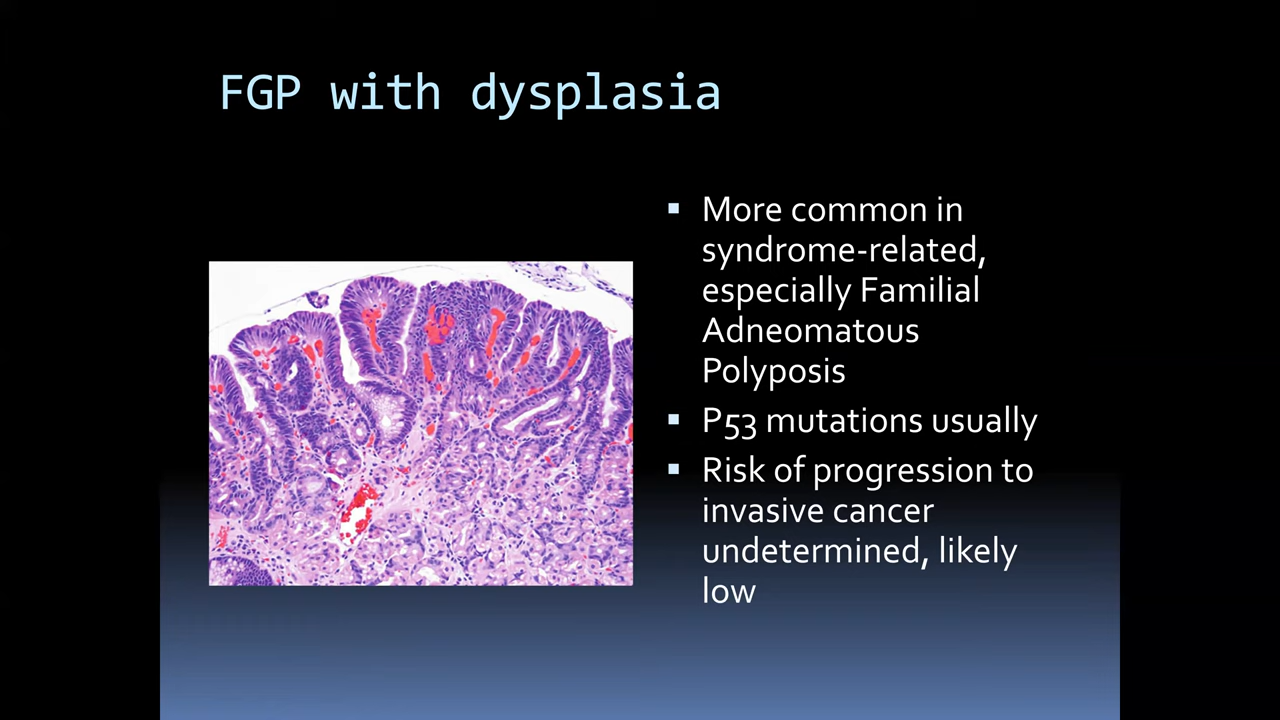 FGP with dysplasia
▪ More common in
syndrome-related,
especially Familial
Adneomatous
Polyposis
▪ P53 mutations usually
▪ Risk of progression to
invasive cancer
undetermined, likely
low